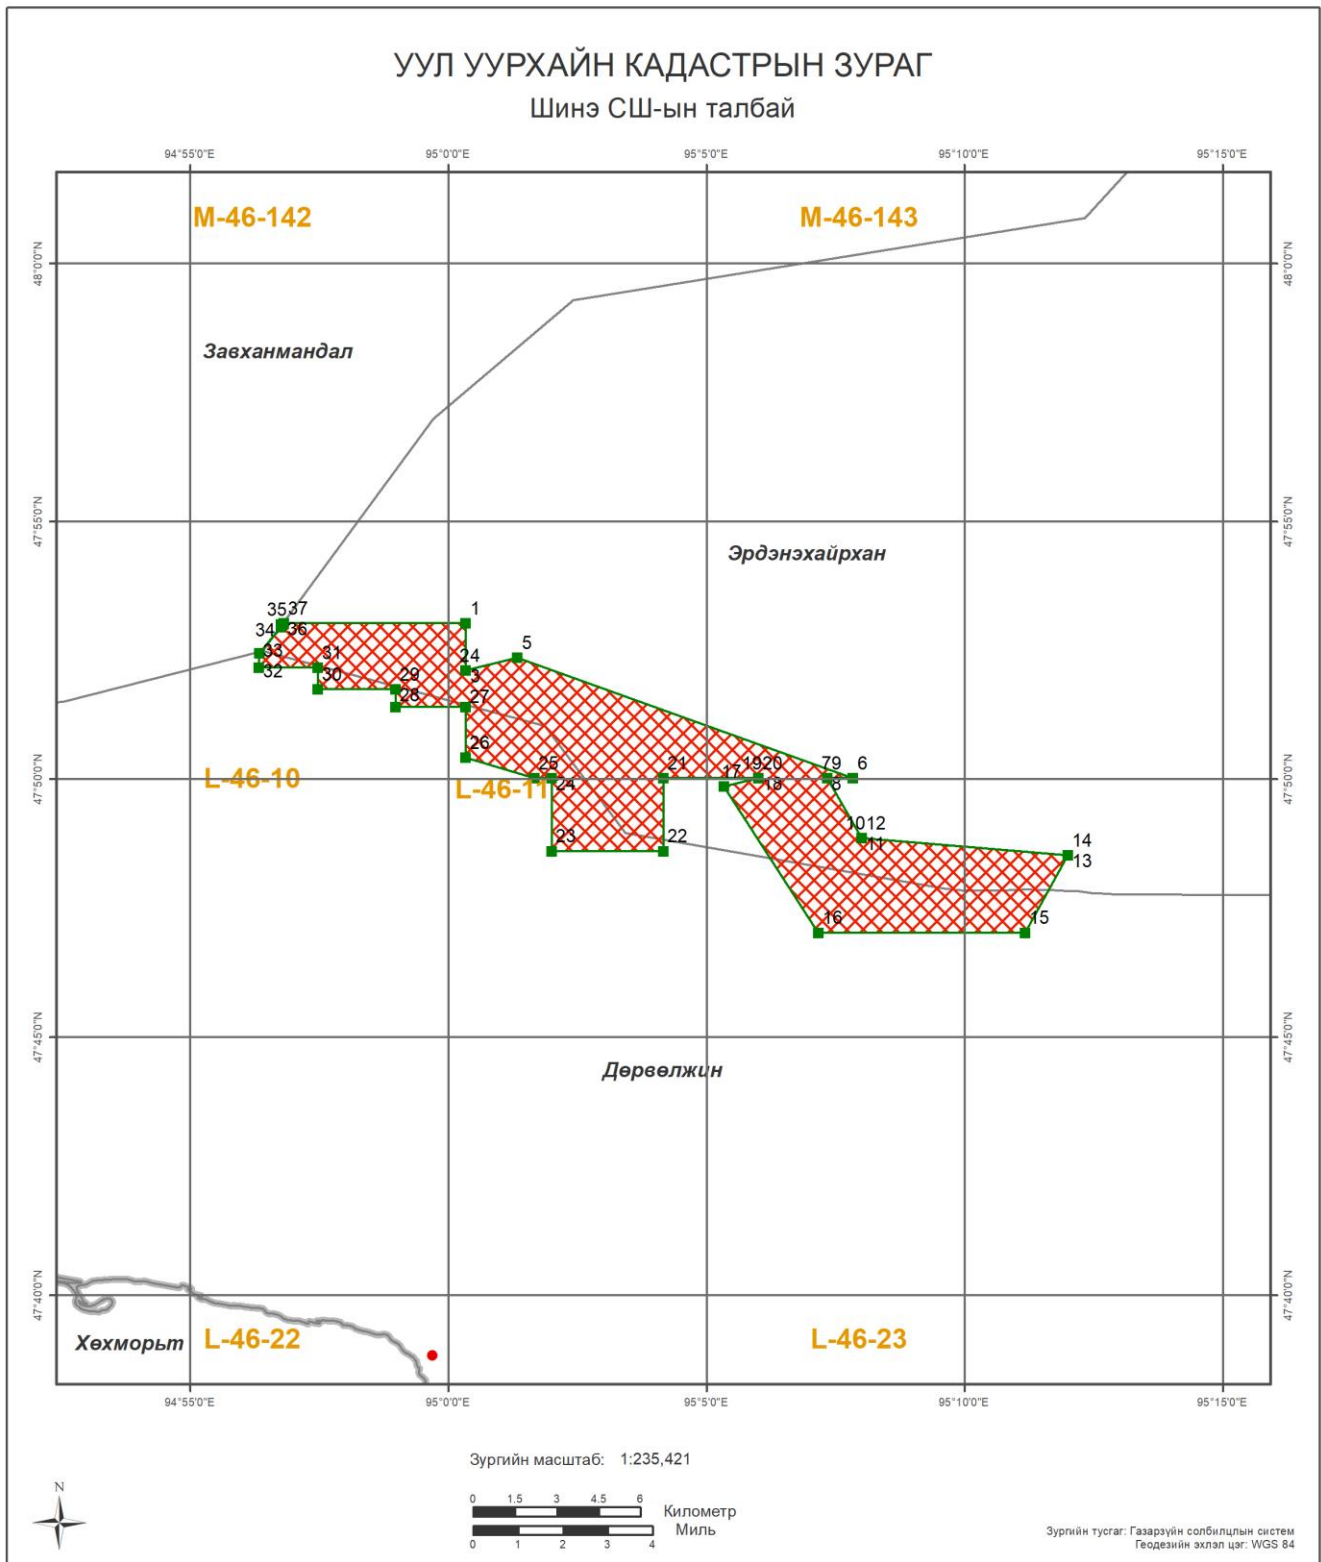 УУЛ УУРХАЙН КАДАСТРЫН ЗУРАГ
Шинэ СШ-ын талбай
94°55'0"E 95°0'0"E 95°5'0"E 95°10'0"E 95°15'0"E
M-46-142 M-46-143
48°0'0"N 48°0'0"N
Завханмандал
47°55'0"N 47°55'0"N
Эрдэнэхайрхан
35 37 1
34 36
5
33 31 24
32 30 29 3
28 27
26 25 21 19 20 79 6
L-46-10 L-46-11 24 17 18 8
47°50'0"N 47°50'0"N
23 22 10 12 14
11 13
16 15
47°45'0"N 47°45'0"N
Дөрвөлжин
47°40'0"N 47°40'0"N
Хөхморьт L-46-22 L-46-23
94°55'0"E 95°0'0"E 95°5'0"E 95°10'0"E 95°15'0"E
Зургийн масштаб: 1:235,421
N
0 1.5 3 4.5 6
Километр
Миль
0 1 2 3 4
Зургийн тусгаг: Газарзүйн солбилцлын систем
Геодезийн эхлэл цэг: WGS 84